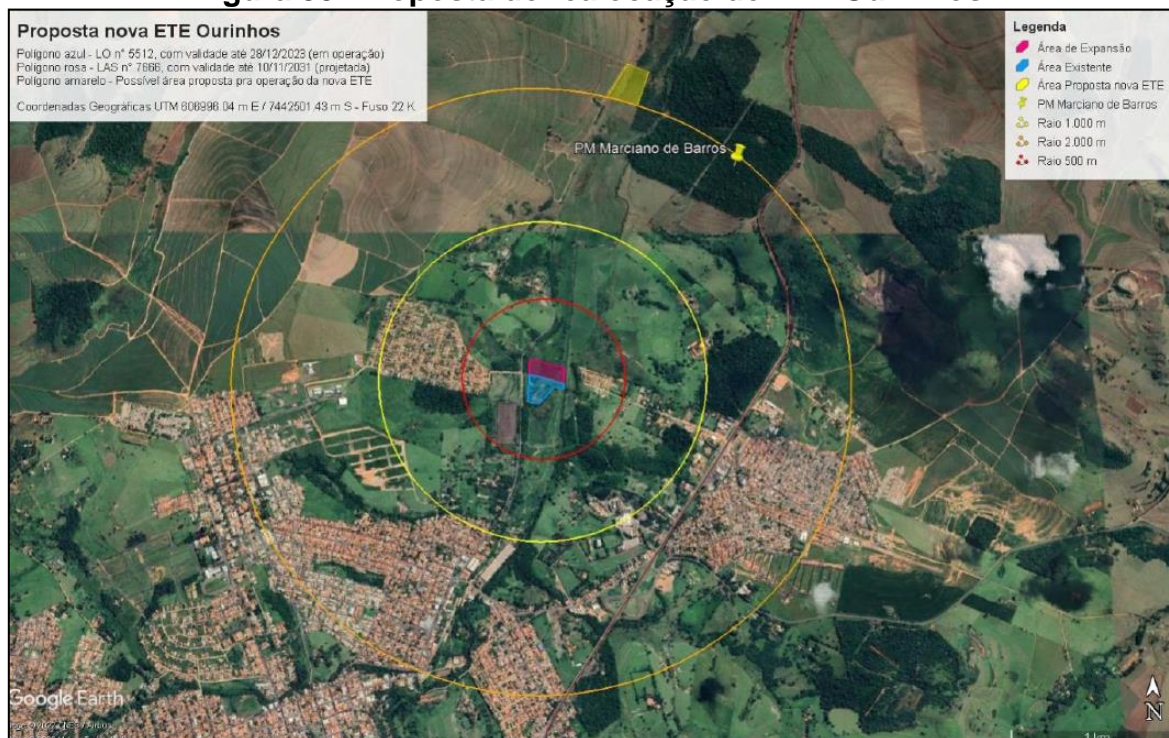 Proposta nova ETE Ourinhos
Polígono azul - LO n° 5512, com validade até 28/12/2023 (em operação)
Polígono rosa - LAS n° 7666, com validade até 10/11/2031 (projetada)
Polígono amarelo - Possível área proposta pra operação da nova ETE
Coordenadas Geográficas UTM 606996.04 m E / 7442501.43 m S - Fuso 22 K
Legenda
Área de Expansão
Área Existente
Área Proposta nova ETE
PM Marciano de Barros
Raio 1.000 m
Raio 2.000 m
Raio 500 m
PM Marciano de Barros
Google Earth
N
1 km